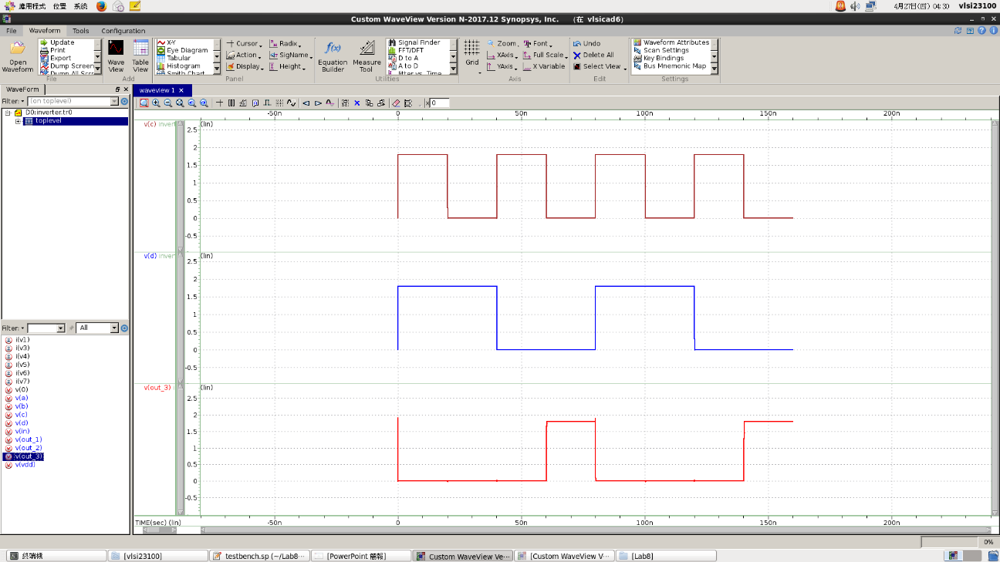 應用程式 位置 系統 4月27日(四) 04:30 vlsi23100
Custom WaveView Version N-2017.12 Synopsys, Inc. (在 vlsicad6)
File Waveform Tools Configuration
Open Waveform
Update
Print
Export
Dump Screen
Dump All Scre
File
Wave View
Table View
Add
X-Y
Eye Diagram
Tabular
Histogram
Smith Chart
Cursor
Action
Display
Radix
SigName
Height
Panel
Equation Builder
Measure Tool
Signal Finder
FFT/DFT
D to A
A to D
Jitter vs. Time
Utilities
Grid
Zoom
XAxis
YAxis
Font
Full Scale
X Variable
Axis
Undo
Delete All
Select View
Edit
Waveform Attributes
Scan Settings
Key Bindings
Bus Mnemonic Map
Settings
WaveForm
Filter: (on toplevel)
D0:inverter.tr0
toplevel
Filter: All
i(v1)
i(v3)
i(v4)
i(v5)
i(v6)
i(v7)
v(0)
v(a)
v(b)
v(c)
v(d)
v(in)
v(out_1)
v(out_2)
v(out_3)
v(vdd)
waveview 1
0
-50n 0 50n 100n 150n 200n
v(c) invert
(lin)
2.5
2
1.5
1
0.5
0
-0.5
v(d) invert
(lin)
2.5
2
1.5
1
0.5
0
-0.5
v(out_3)
(lin)
2.5
2
1.5
1
0.5
0
-0.5
TIME(sec) (lin) -50n 0 50n 100n 150n 200n
0%
終端機 [vlsi23100] testbench.sp (~/Lab8··· [PowerPoint 簡報] Custom WaveView Ve··· [Custom WaveView V··· [Lab8]